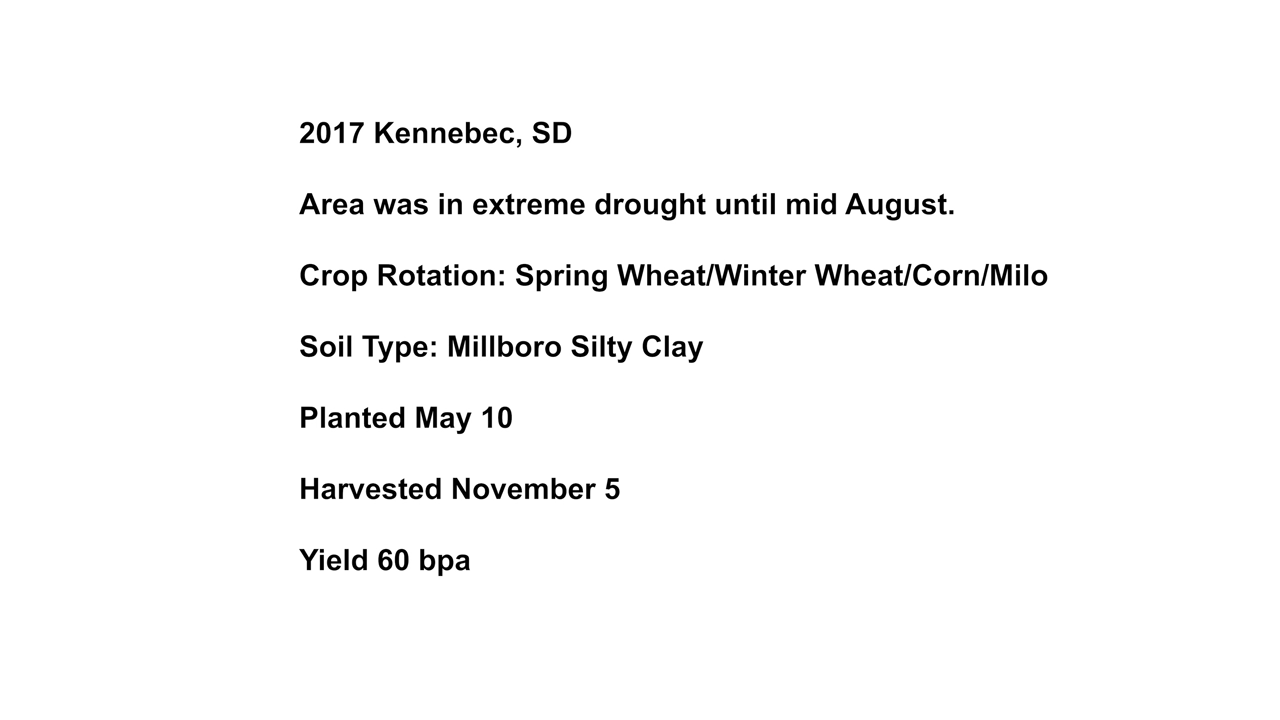 2017 Kennebec, SD
Area was in extreme drought until mid August.
Crop Rotation: Spring Wheat/Winter Wheat/Corn/Milo
Soil Type: Millboro Silty Clay
Planted May 10
Harvested November 5
Yield 60 bpa